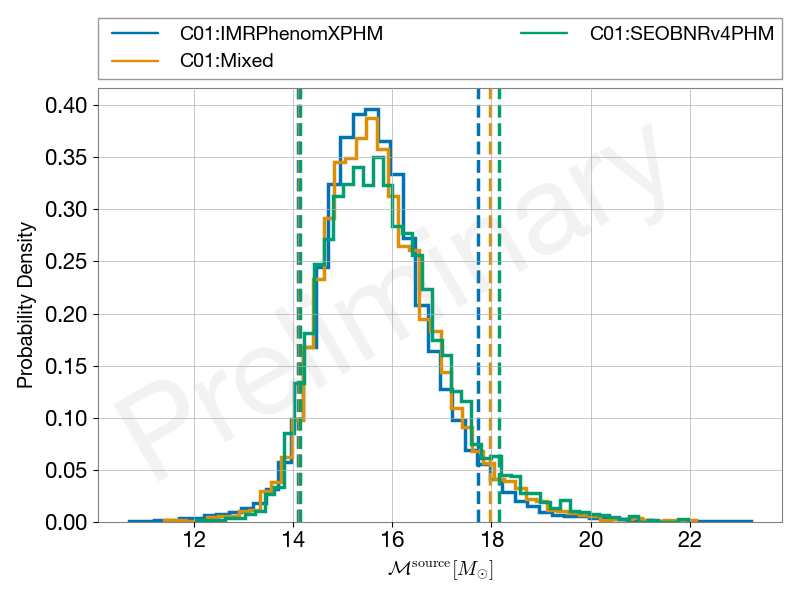 C01:IMRPhenomXPHM
C01:SEOBNRv4PHM
C01:Mixed
Preliminary
Probability Density
0.40
0.35
0.30
0.25
0.20
0.15
0.10
0.05
0.00
12 14 16 18 20 22
ℳ^source [M_⊙]